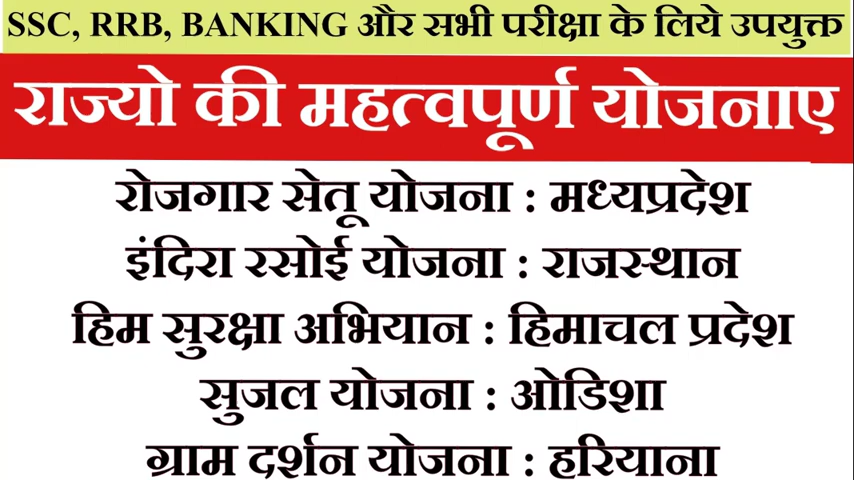 SSC, RRB, BANKING और सभी परीक्षा के लिये उपयुक्त
राज्यो की महत्वपूर्ण योजनाए
रोजगार सेतू योजना : मध्यप्रदेश
इंदिरा रसोई योजना : राजस्थान
हिम सुरक्षा अभियान : हिमाचल प्रदेश
सुजल योजना : ओडिशा
ग्राम दर्शन योजना : हरियाना